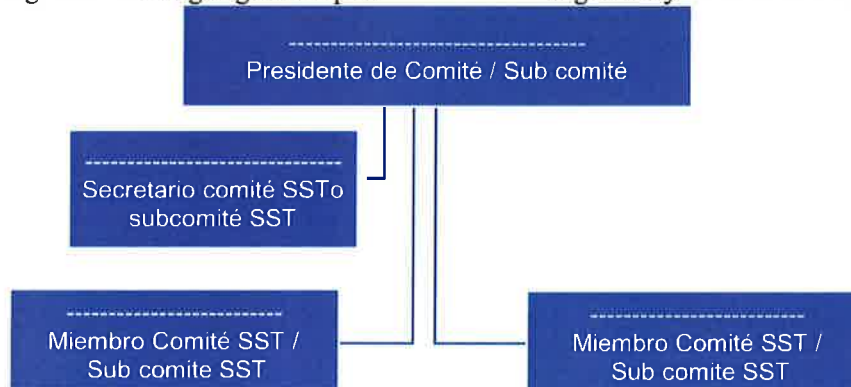 Presidente de Comité / Sub comité
Secretario comité SSTo
subcomité SST
Miembro Comité SST /
Sub comite SST
Miembro Comité SST /
Sub comite SST